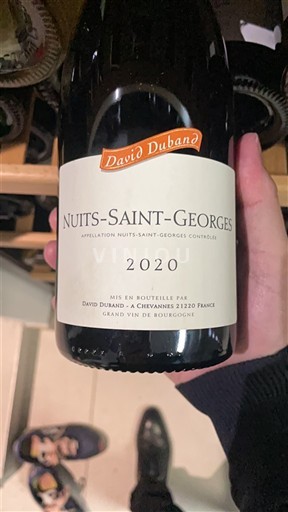 David Duband
NUITS-SAINT-GEORGES
APPELLATION NUITS-SAINT-GEORGES CONTRÔLÉE
VINYOU
2020
MIS EN BOUTEILLE PAR
DAVID DUBAND - A CHEVANNES 21220 FRANCE
GRAND VIN DE BOURGOGNE